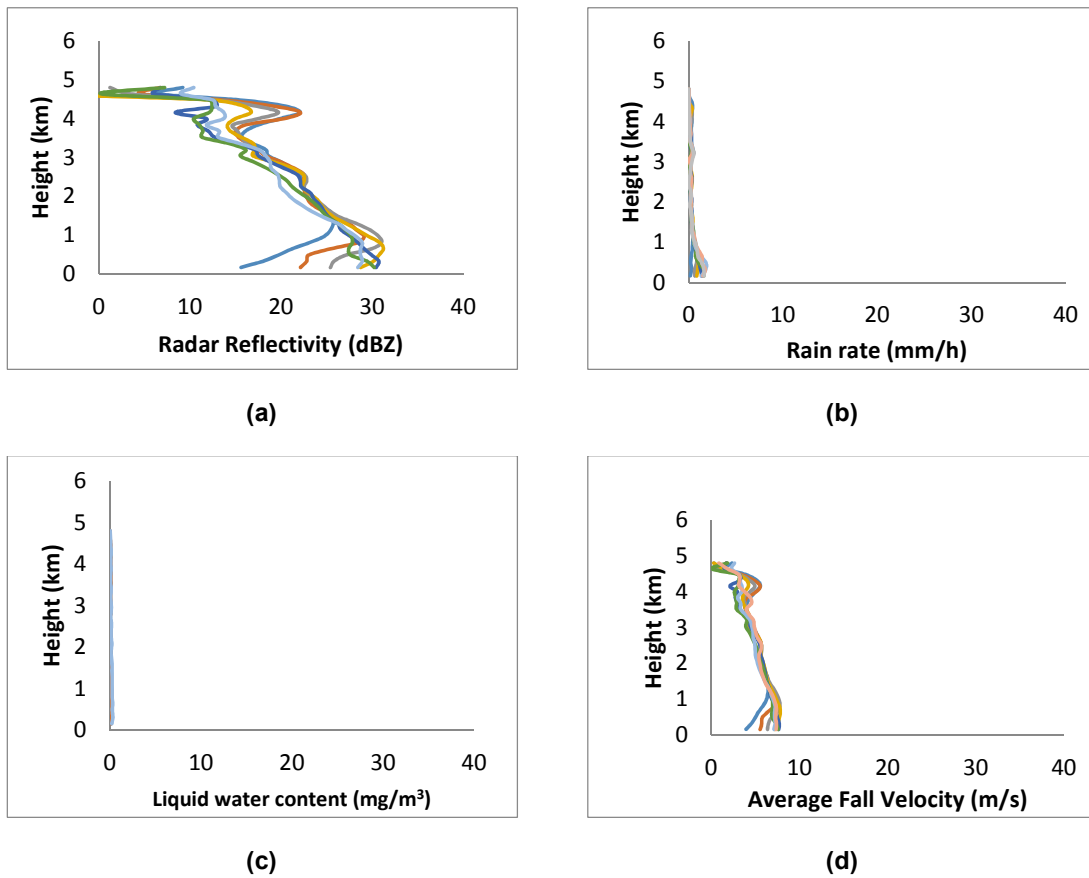 6
5
4
3
2
1
0
Height (km)
0 10 20 30 40
Radar Reflectivity (dBZ)
(a)
6
5
4
3
2
1
0
Height (km)
0 10 20 30 40
Rain rate (mm/h)
(b)
6
5
4
3
2
1
0
Height (km)
0 10 20 30 40
Liquid water content (mg/m³)
(c)
6
5
4
3
2
1
0
Height (km)
0 10 20 30 40
Average Fall Velocity (m/s)
(d)